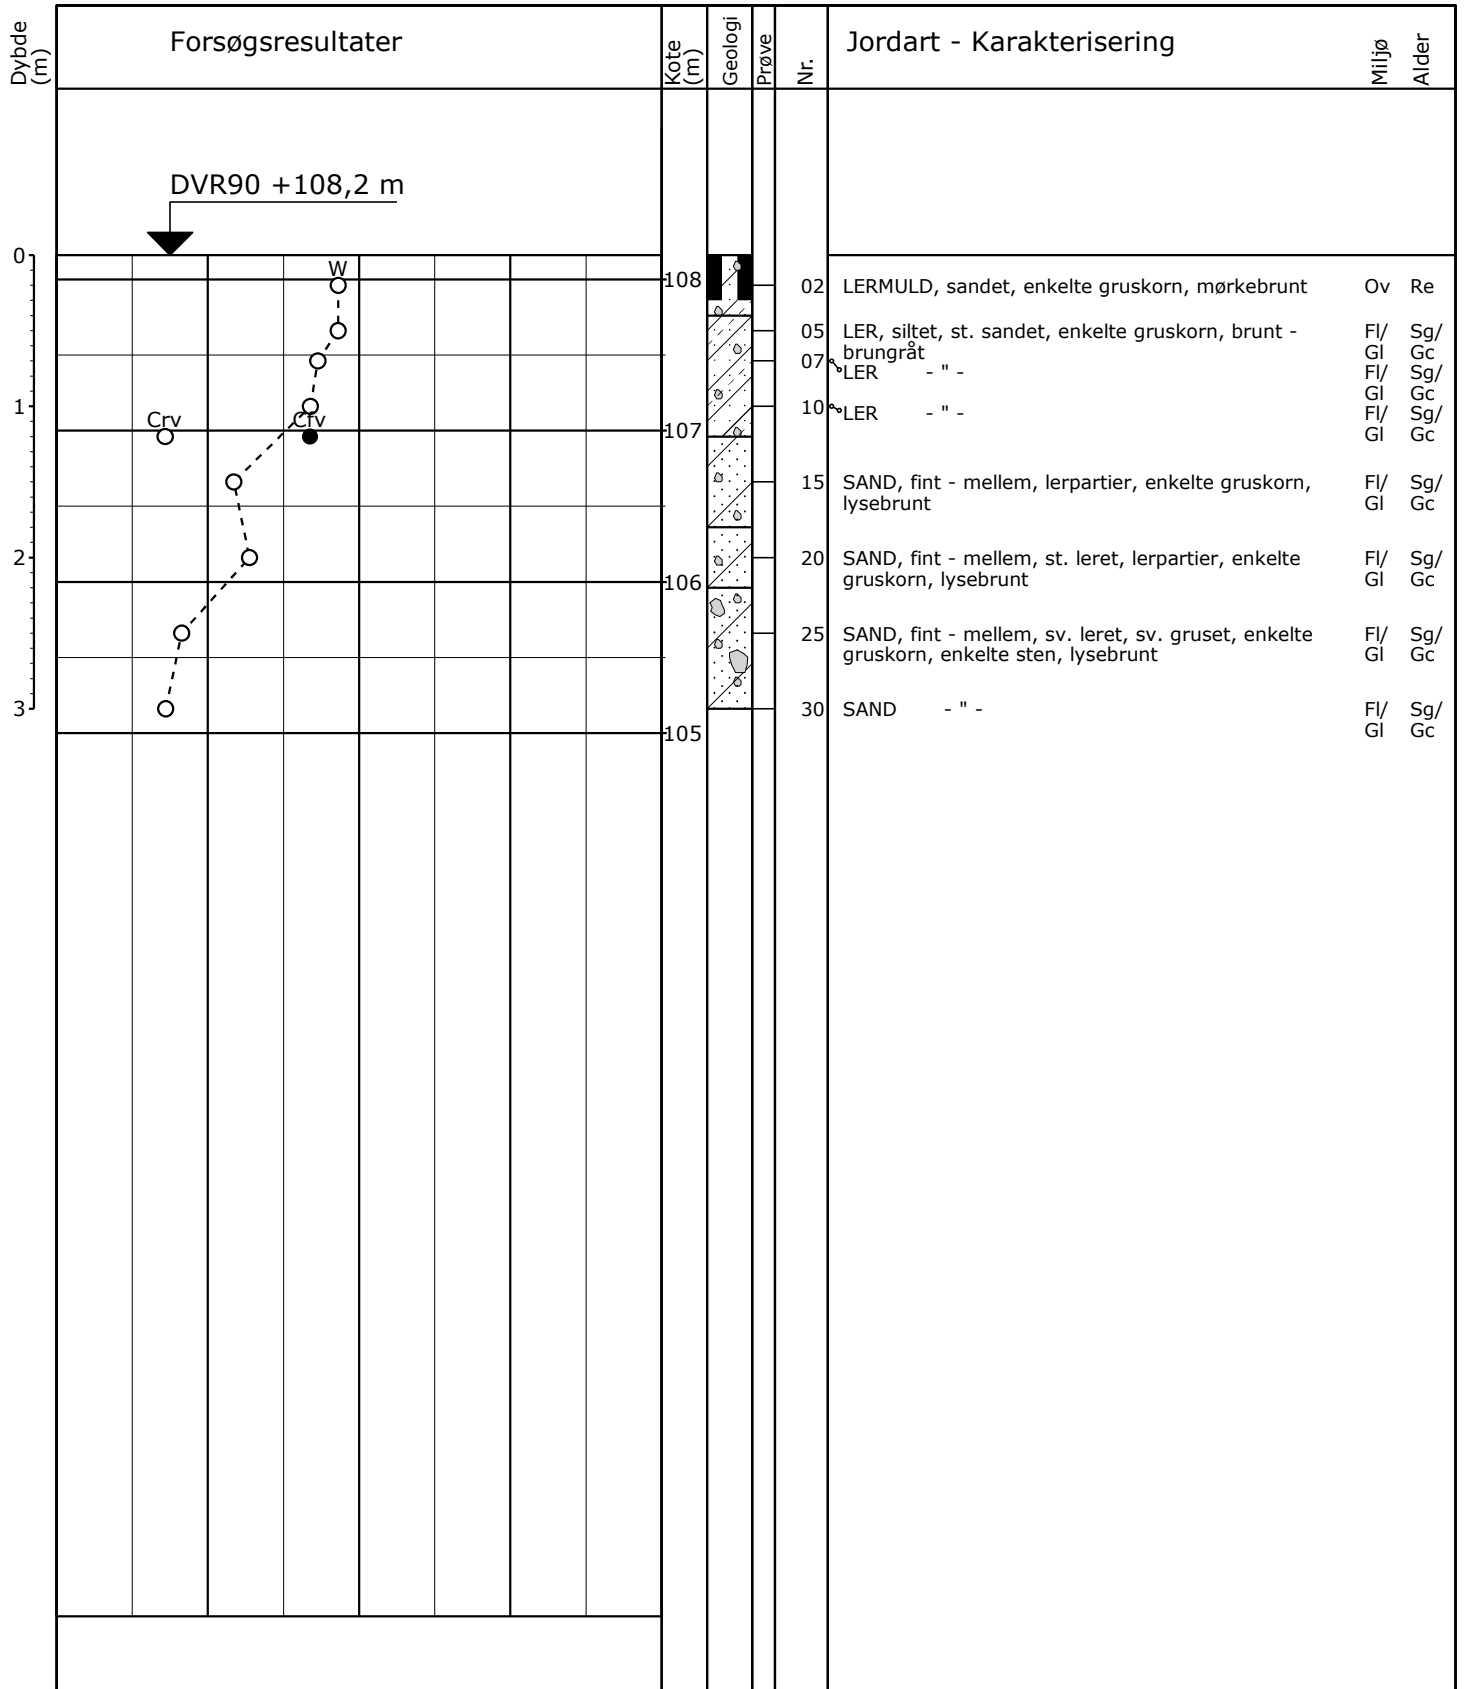 Dybde (m)
Forsøgsresultater
Kote (m)
Geologi
Prøve
Nr.
Jordart - Karakterisering
Miljø
Alder
DVR90 +108,2 m
0
W
108
02 LERMULD, sandet, enkelte gruskorn, mørkebrunt Ov Re
05 LER, siltet, st. sandet, enkelte gruskorn, brunt - Fl/ Sg/
brungråt Gl Gc
07 LER - " - Fl/ Sg/
Gl Gc
1
10 LER - " - Fl/ Sg/
Gl Gc
Crv
Cfv
107
15 SAND, fint - mellem, lerpartier, enkelte gruskorn, Fl/ Sg/
lysebrunt Gl Gc
2
20 SAND, fint - mellem, st. leret, lerpartier, enkelte Fl/ Sg/
gruskorn, lysebrunt Gl Gc
106
25 SAND, fint - mellem, sv. leret, sv. gruset, enkelte Fl/ Sg/
gruskorn, enkelte sten, lysebrunt Gl Gc
3
30 SAND - " - Fl/ Sg/
Gl Gc
105